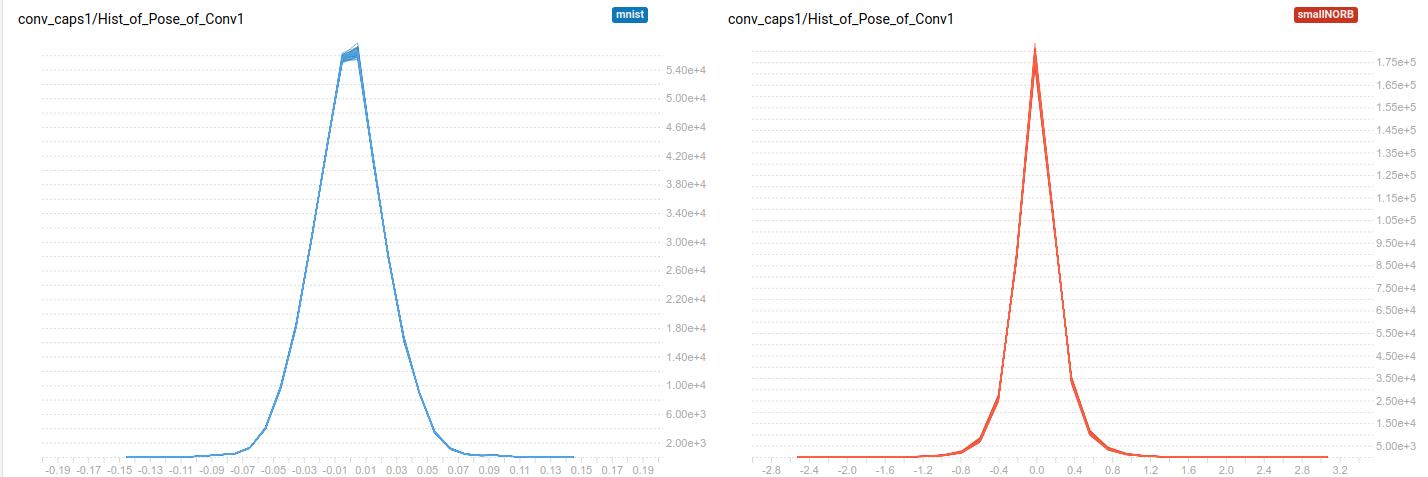 conv_caps1/Hist_of_Pose_of_Conv1
mnist
5.40e+4
5.00e+4
4.60e+4
4.20e+4
3.80e+4
3.40e+4
3.00e+4
2.60e+4
2.20e+4
1.80e+4
1.40e+4
1.00e+4
6.00e+3
2.00e+3
-0.19 -0.17 -0.15 -0.13 -0.11 -0.09 -0.07 -0.05 -0.03 -0.01 0.01 0.03 0.05 0.07 0.09 0.11 0.13 0.15 0.17 0.19
conv_caps1/Hist_of_Pose_of_Conv1
smallNORB
1.75e+5
1.65e+5
1.55e+5
1.45e+5
1.35e+5
1.25e+5
1.15e+5
1.05e+5
9.50e+4
8.50e+4
7.50e+4
6.50e+4
5.50e+4
4.50e+4
3.50e+4
2.50e+4
1.50e+4
5.00e+3
-2.8 -2.4 -2.0 -1.6 -1.2 -0.8 -0.4 0.0 0.4 0.8 1.2 1.6 2.0 2.4 2.8 3.2